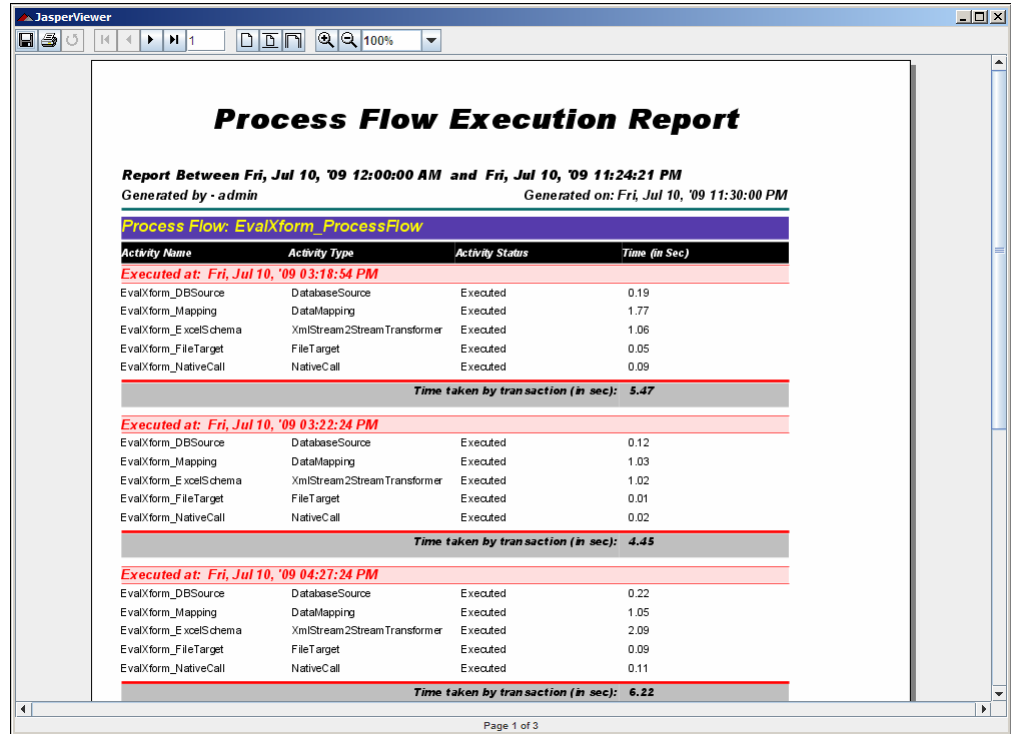 JasperViewer
1 100%
Process Flow Execution Report
Report Between Fri, Jul 10, '09 12:00:00 AM and Fri, Jul 10, '09 11:24:21 PM
Generated by - admin Generated on: Fri, Jul 10, '09 11:30:00 PM
Process Flow: EvalXform_ProcessFlow
Activity Name Activity Type Activity Status Time (in Sec)
Executed at: Fri, Jul 10, '09 03:18:54 PM
EvalXform_DBSource DatabaseSource Executed 0.19
EvalXform_Mapping DataMapping Executed 1.77
EvalXform_ExcelSchema XmlStream2StreamTransformer Executed 1.06
EvalXform_FileTarget FileTarget Executed 0.05
EvalXform_NativeCall NativeCall Executed 0.09
Time taken by transaction (in sec): 5.47
Executed at: Fri, Jul 10, '09 03:22:24 PM
EvalXform_DBSource DatabaseSource Executed 0.12
EvalXform_Mapping DataMapping Executed 1.03
EvalXform_ExcelSchema XmlStream2StreamTransformer Executed 1.02
EvalXform_FileTarget FileTarget Executed 0.01
EvalXform_NativeCall NativeCall Executed 0.02
Time taken by transaction (in sec): 4.45
Executed at: Fri, Jul 10, '09 04:27:24 PM
EvalXform_DBSource DatabaseSource Executed 0.22
EvalXform_Mapping DataMapping Executed 1.05
EvalXform_ExcelSchema XmlStream2StreamTransformer Executed 2.09
EvalXform_FileTarget FileTarget Executed 0.09
EvalXform_NativeCall NativeCall Executed 0.11
Time taken by transaction (in sec): 6.22
Page 1 of 3